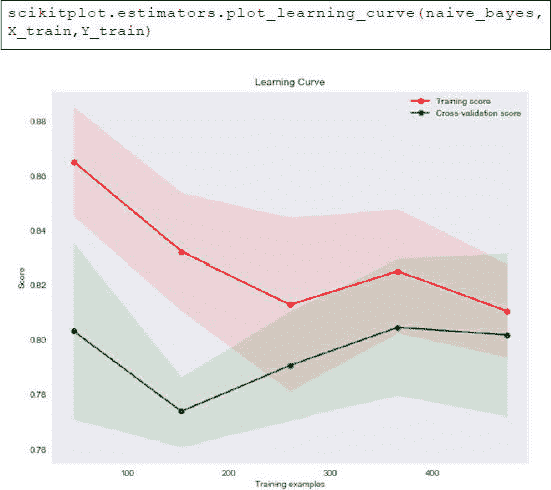 scikitplot.estimators.plot_learning_curve(naive_bayes,
X_train,Y_train)
Learning Curve
Training score
Cross-validation score
0.88
0.86
0.84
0.82
0.80
0.78
0.76
Score
100 200 300 400
Training examples